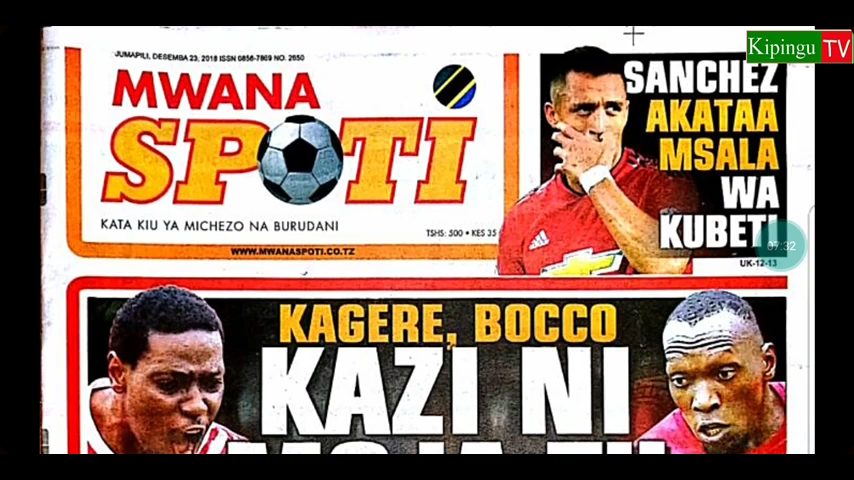 Kipingu TV
JUMAPILI, DESEMBA 23, 2018 ISSN 0856-7869 NO. 2650
MWANA
SPOTI
KATA KIU YA MICHEZO NA BURUDANI
TSHS: 500 • KES 35
WWW.MWANASPOTI.CO.TZ
SANCHEZ
AKATAA
MSALA
WA
KUBETI
07:32
UK-12-13
KAGERE, BOCCO
KAZI NI